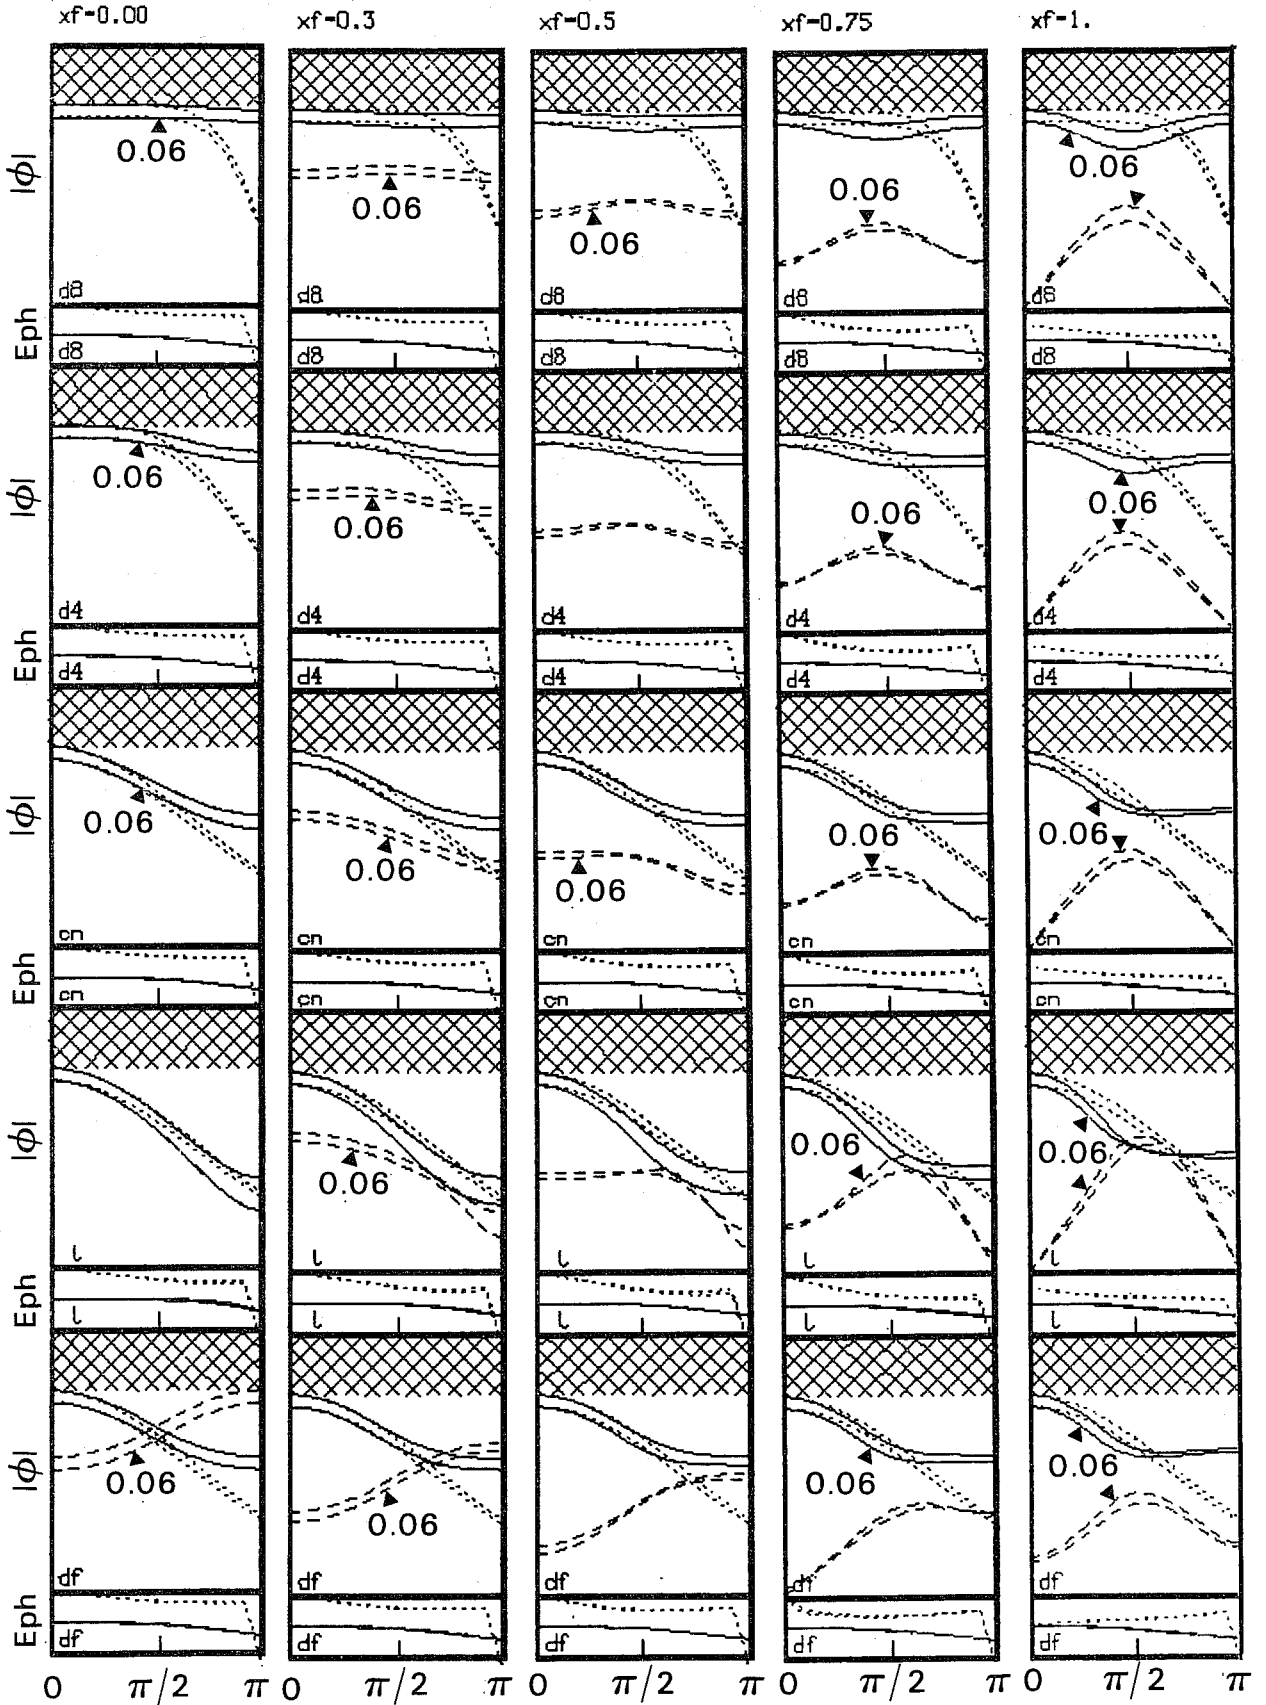 xf=0.00 xf=0.3 xf=0.5 xf=0.75 xf=1.
|ϕ| 0.06 0.06 0.06 0.06 0.06
d8 d8 d8 d8 d8
Eph d8 d8 d8 d8 d8
|ϕ| 0.06 0.06 0.06 0.06
d4 d4 d4 d4 d4
Eph d4 d4 d4 d4 d4
|ϕ| 0.06 0.06 0.06 0.06 0.06
cn cn cn cn cn
Eph cn cn cn cn cn
|ϕ| 0.06 0.06 0.06
l l l l l
Eph l l l l l
|ϕ| 0.06 0.06 0.06 0.06
df df df df df
Eph df df df df df
0 π/2 π 0 π/2 π 0 π/2 π 0 π/2 π 0 π/2 π